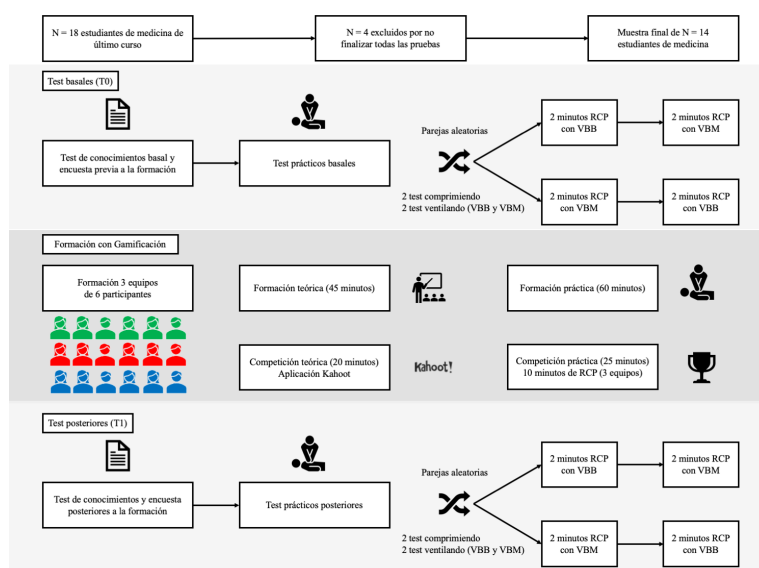 N = 18 estudiantes de medicina de
último curso
N = 4 excluidos por no
finalizar todas las pruebas
Muestra final de N = 14
estudiantes de medicina
Test basales (T0)
Test de conocimientos basal y
encuesta previa a la formación
Test prácticos basales
Parejas aleatorias
2 test comprimiendo
2 test ventilando (VBB y VBM)
2 minutos RCP
con VBB
2 minutos RCP
con VBM
2 minutos RCP
con VBM
2 minutos RCP
con VBB
Formación con Gamificación
Formación 3 equipos
de 6 participantes
Formación teórica (45 minutos)
Formación práctica (60 minutos)
Competición teórica (20 minutos)
Aplicación Kahoot
Kahoot!
Competición práctica (25 minutos)
10 minutos de RCP (3 equipos)
Test posteriores (T1)
Test de conocimientos y encuesta
posteriores a la formación
Test prácticos posteriores
Parejas aleatorias
2 test comprimiendo
2 test ventilando (VBB y VBM)
2 minutos RCP
con VBB
2 minutos RCP
con VBM
2 minutos RCP
con VBM
2 minutos RCP
con VBB